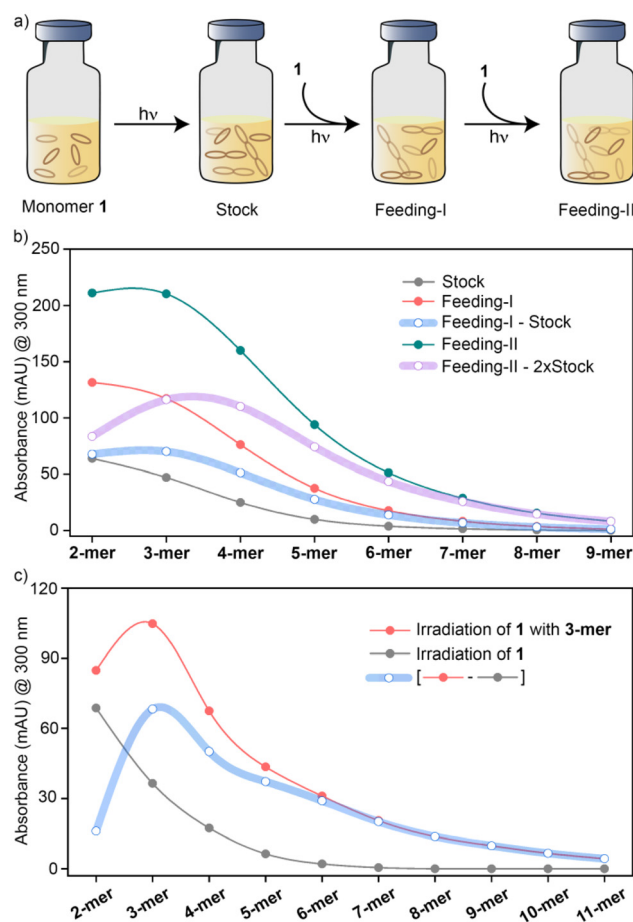 a)
1
1
hν
hν
hν
Monomer 1
Stock
Feeding-I
Feeding-II
b)
250
200
150
100
50
0
Absorbance (mAU) @ 300 nm
Stock
Feeding-I
Feeding-I - Stock
Feeding-II
Feeding-II - 2xStock
2-mer 3-mer 4-mer 5-mer 6-mer 7-mer 8-mer 9-mer
c)
120
90
60
30
0
Absorbance (mAU) @ 300 nm
Irradiation of 1 with 3-mer
Irradiation of 1
[ - ]
2-mer 3-mer 4-mer 5-mer 6-mer 7-mer 8-mer 9-mer 10-mer 11-mer